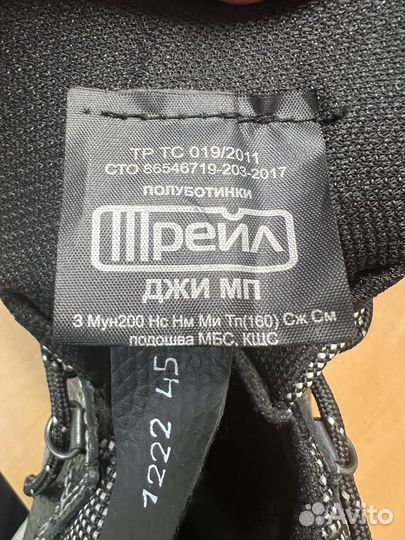 ТР ТС 019/2011
СТО 86546719-203-2017
ПОЛУБОТИНКИ
Трейл
ДЖИ МП
З Мун200 Нс Нм Ми Тп(160) Сж См
подошва МБС, КЩС
1222 45
Avito